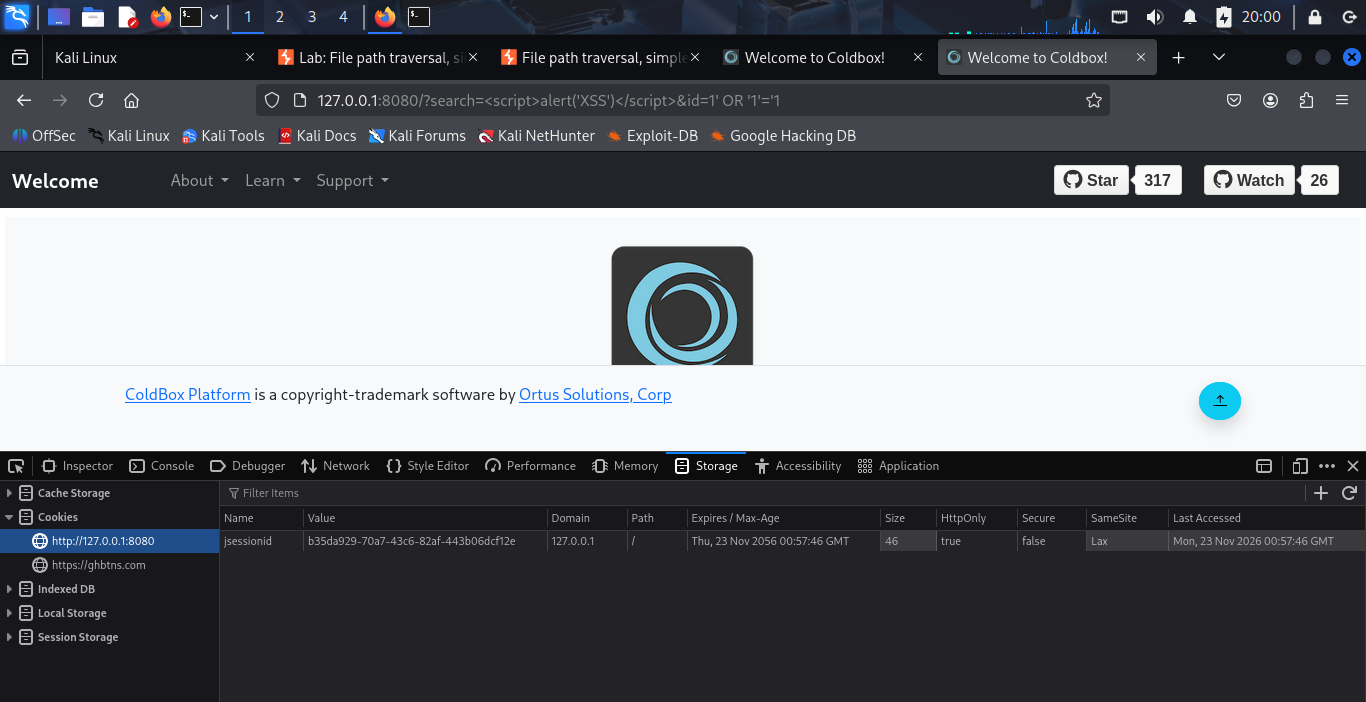 1 2 3 4 20:00
Kali Linux Lab: File path traversal, si File path traversal, simple Welcome to Coldbox! Welcome to Coldbox!
127.0.0.1:8080/?search=<script>alert('XSS')</script>&id=1' OR '1'='1
OffSec Kali Linux Kali Tools Kali Docs Kali Forums Kali NetHunter Exploit-DB Google Hacking DB
Welcome About Learn Support Star 317 Watch 26
ColdBox Platform is a copyright-trademark software by Ortus Solutions, Corp
Inspector Console Debugger Network Style Editor Performance Memory Storage Accessibility Application
Cache Storage Filter Items
Cookies Name Value Domain Path Expires / Max-Age Size HttpOnly Secure SameSite Last Accessed
http://127.0.0.1:8080 jsessionid b35da929-70a7-43c6-82af-443b06dcf12e 127.0.0.1 / Thu, 23 Nov 2056 00:57:46 GMT 46 true false Lax Mon, 23 Nov 2026 00:57:46 GMT
https://ghbtns.com
Indexed DB
Local Storage
Session Storage